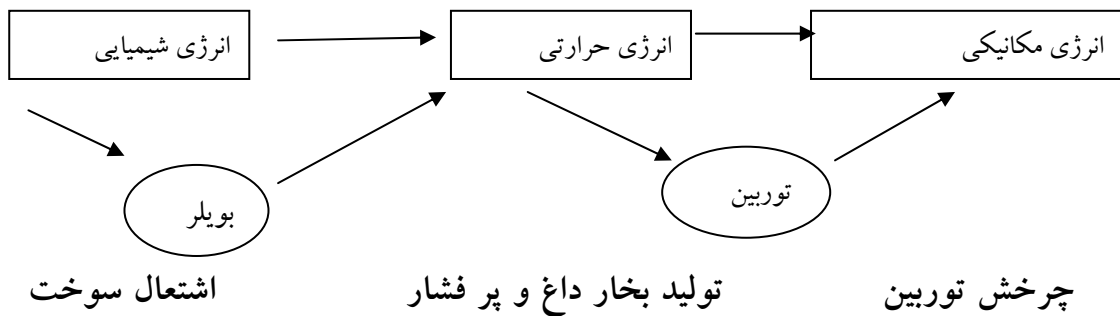 انرژی شیمیایی
انرژی حرارتی
انرژی مکانیکی
بویلر
توربین
اشتعال سوخت
تولید بخار داغ و پر فشار
چرخش توربین